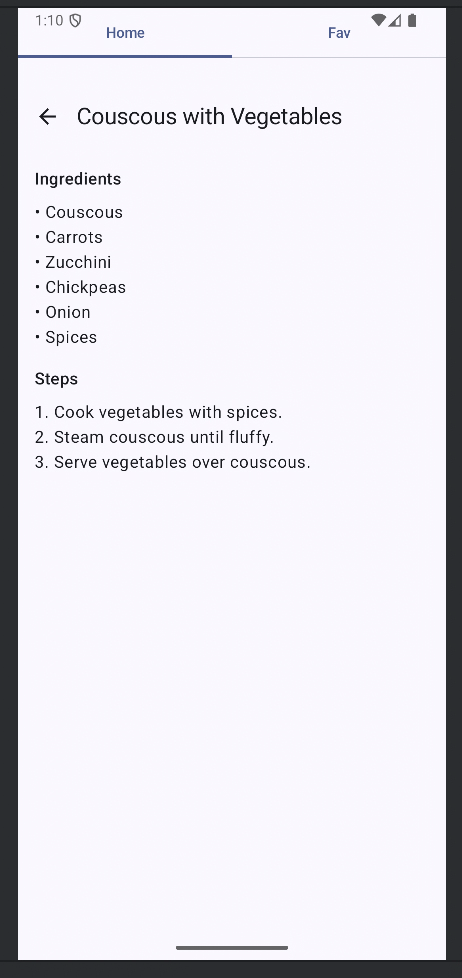 1:10
Home Fav
Couscous with Vegetables
Ingredients
• Couscous
• Carrots
• Zucchini
• Chickpeas
• Onion
• Spices
Steps
1. Cook vegetables with spices.
2. Steam couscous until fluffy.
3. Serve vegetables over couscous.